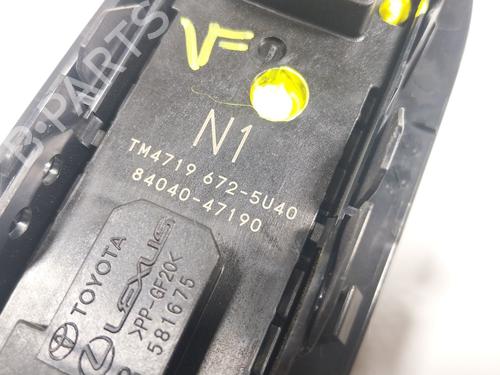 VF
N1
TM4719 672-5U40
84040-47190
TOYOTA
LEXUS
>PP-GF20<
581675
B-PARTS